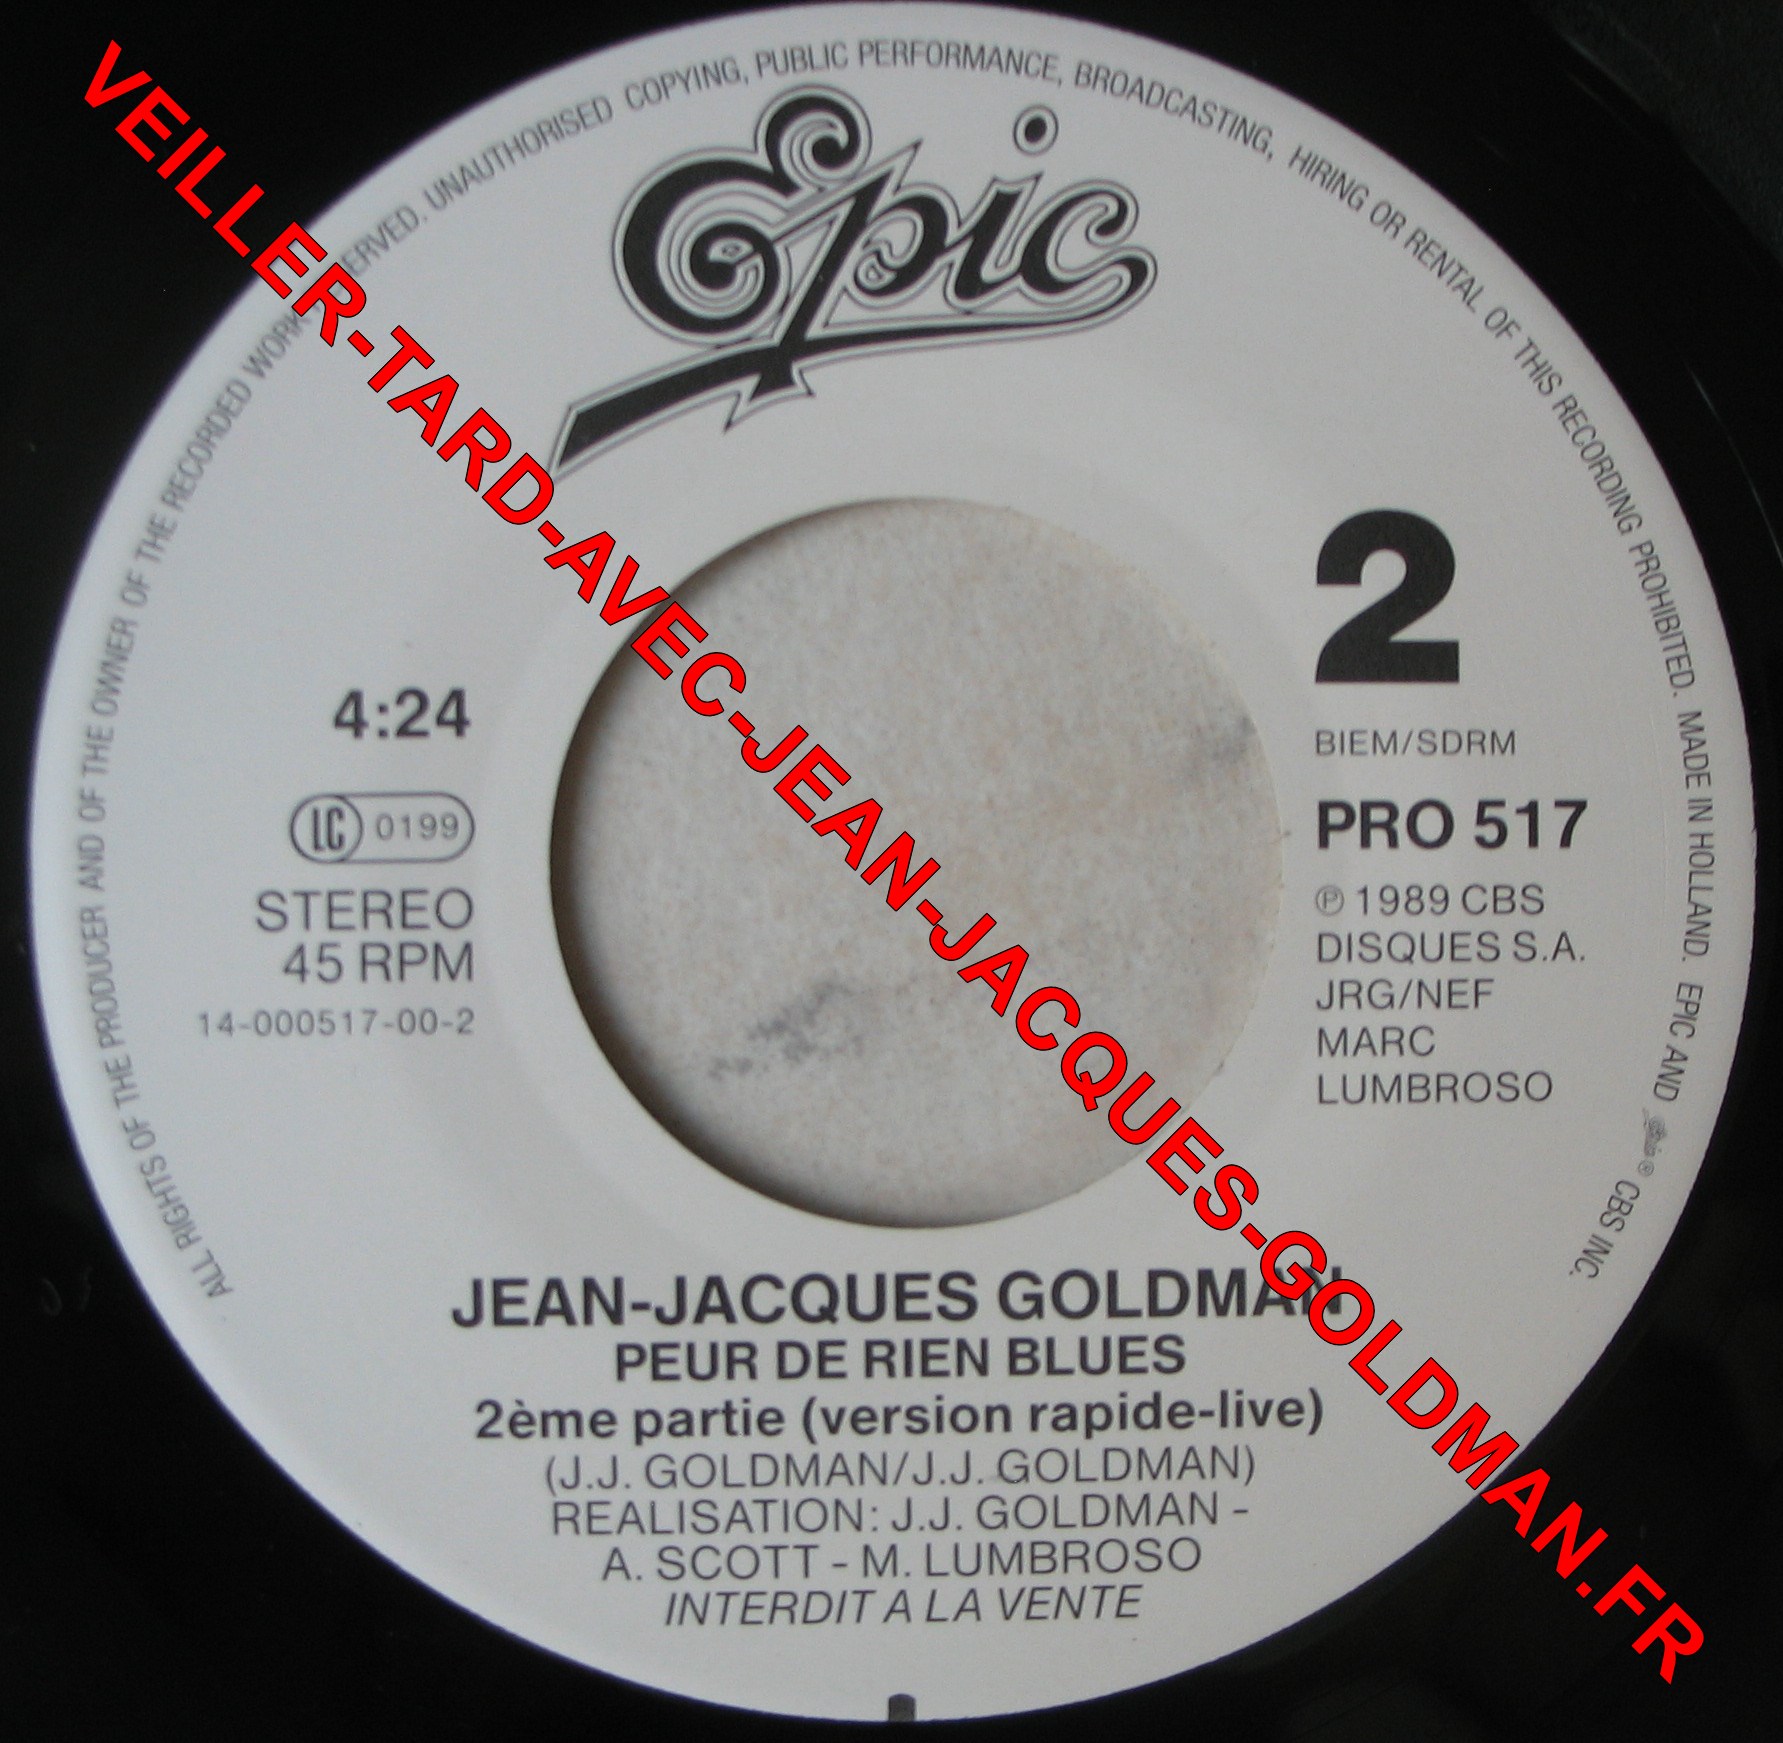 ALL RIGHTS OF THE PRODUCER AND OF THE OWNER OF THE RECORDED WORK ERVED. UNAUTHORISED COPYING, PUBLIC PERFORMANCE, BROADCASTING, HIRING OR RENTAL OF THIS RECORDING PROHIBITED. MADE IN HOLLAND. EPIC AND Epic ® CBS INC.
Epic
2
BIEM/SDRM
PRO 517
℗ 1989 CBS
DISQUES S.A.
JRG/NEF
MARC
LUMBROSO
4:24
LC 0199
STEREO
45 RPM
14-000517-00-2
JEAN-JACQUES GOLDMAN
PEUR DE RIEN BLUES
2ème partie (version rapide-live)
(J.J. GOLDMAN/J.J. GOLDMAN)
REALISATION: J.J. GOLDMAN -
A. SCOTT - M. LUMBROSO
INTERDIT A LA VENTE
VEILLER-TARD-AVEC-JEAN-JACQUES-GOLDMAN.FR